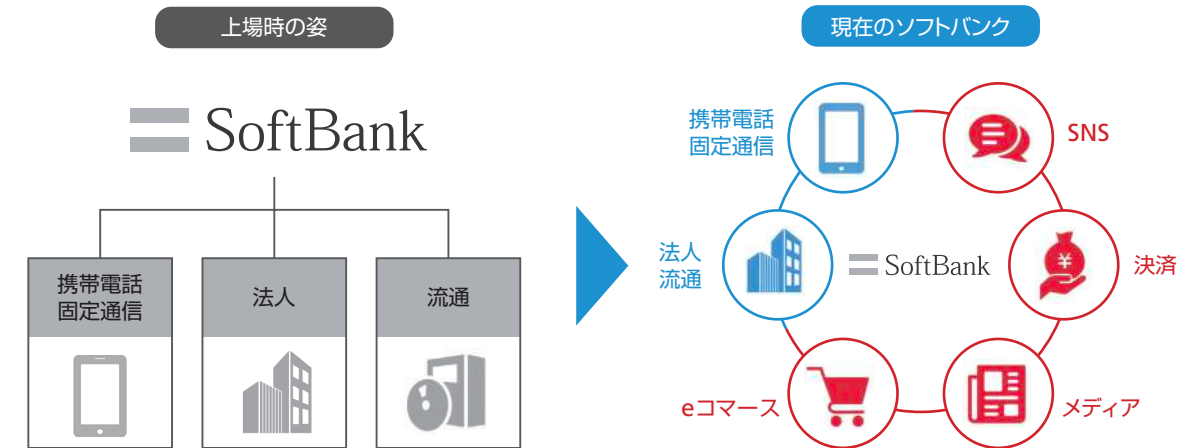 上場時の姿
SoftBank
携帯電話
固定通信
法人
流通
現在のソフトバンク
携帯電話
固定通信
SNS
法人
流通
SoftBank
¥
決済
eコマース
メディア